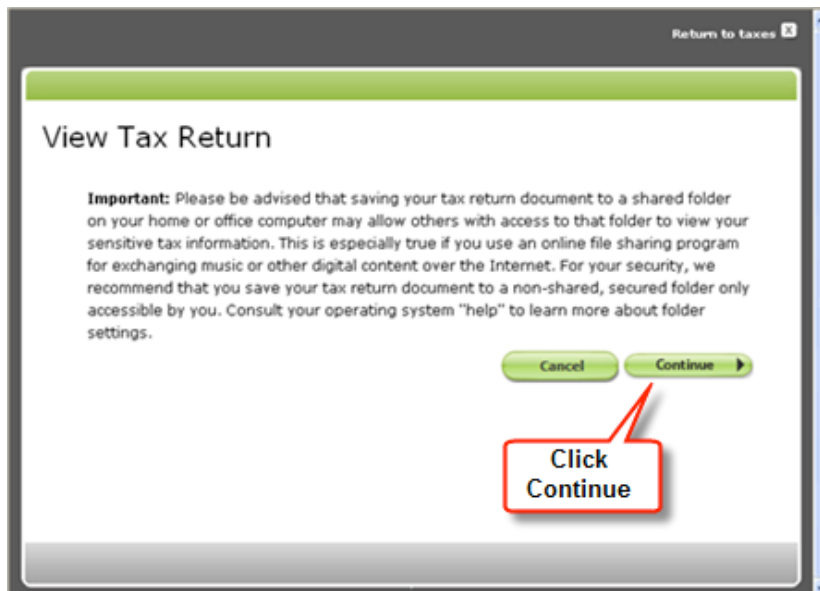 Return to taxes X
View Tax Return
Important: Please be advised that saving your tax return document to a shared folder
on your home or office computer may allow others with access to that folder to view your
sensitive tax information. This is especially true if you use an online file sharing program
for exchanging music or other digital content over the Internet. For your security, we
recommend that you save your tax return document to a non-shared, secured folder only
accessible by you. Consult your operating system "help" to learn more about folder
settings.
Cancel Continue
Click
Continue